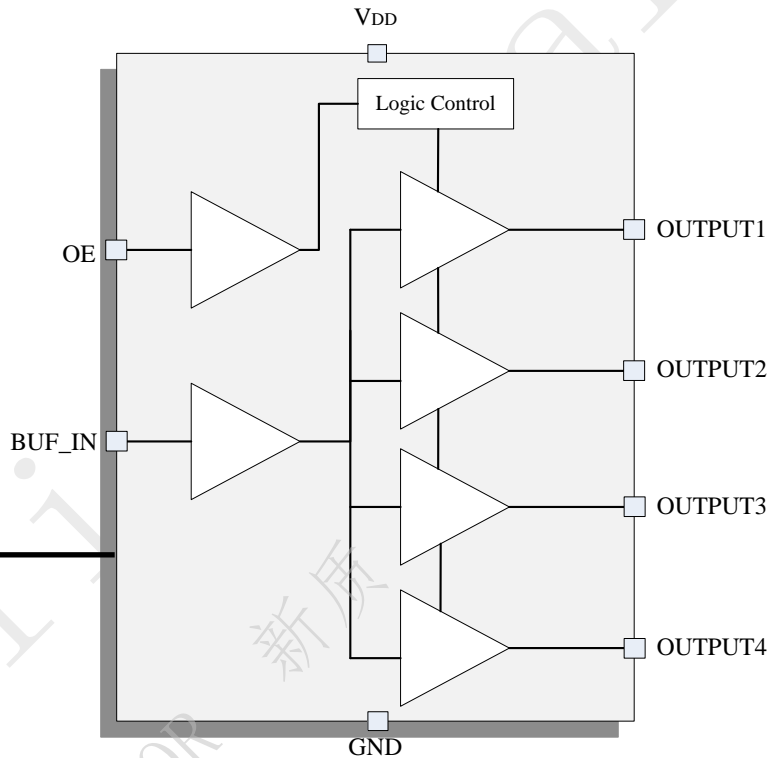 VDD
Logic Control
OE
OUTPUT1
OUTPUT2
BUF_IN
OUTPUT3
OUTPUT4
GND
新质